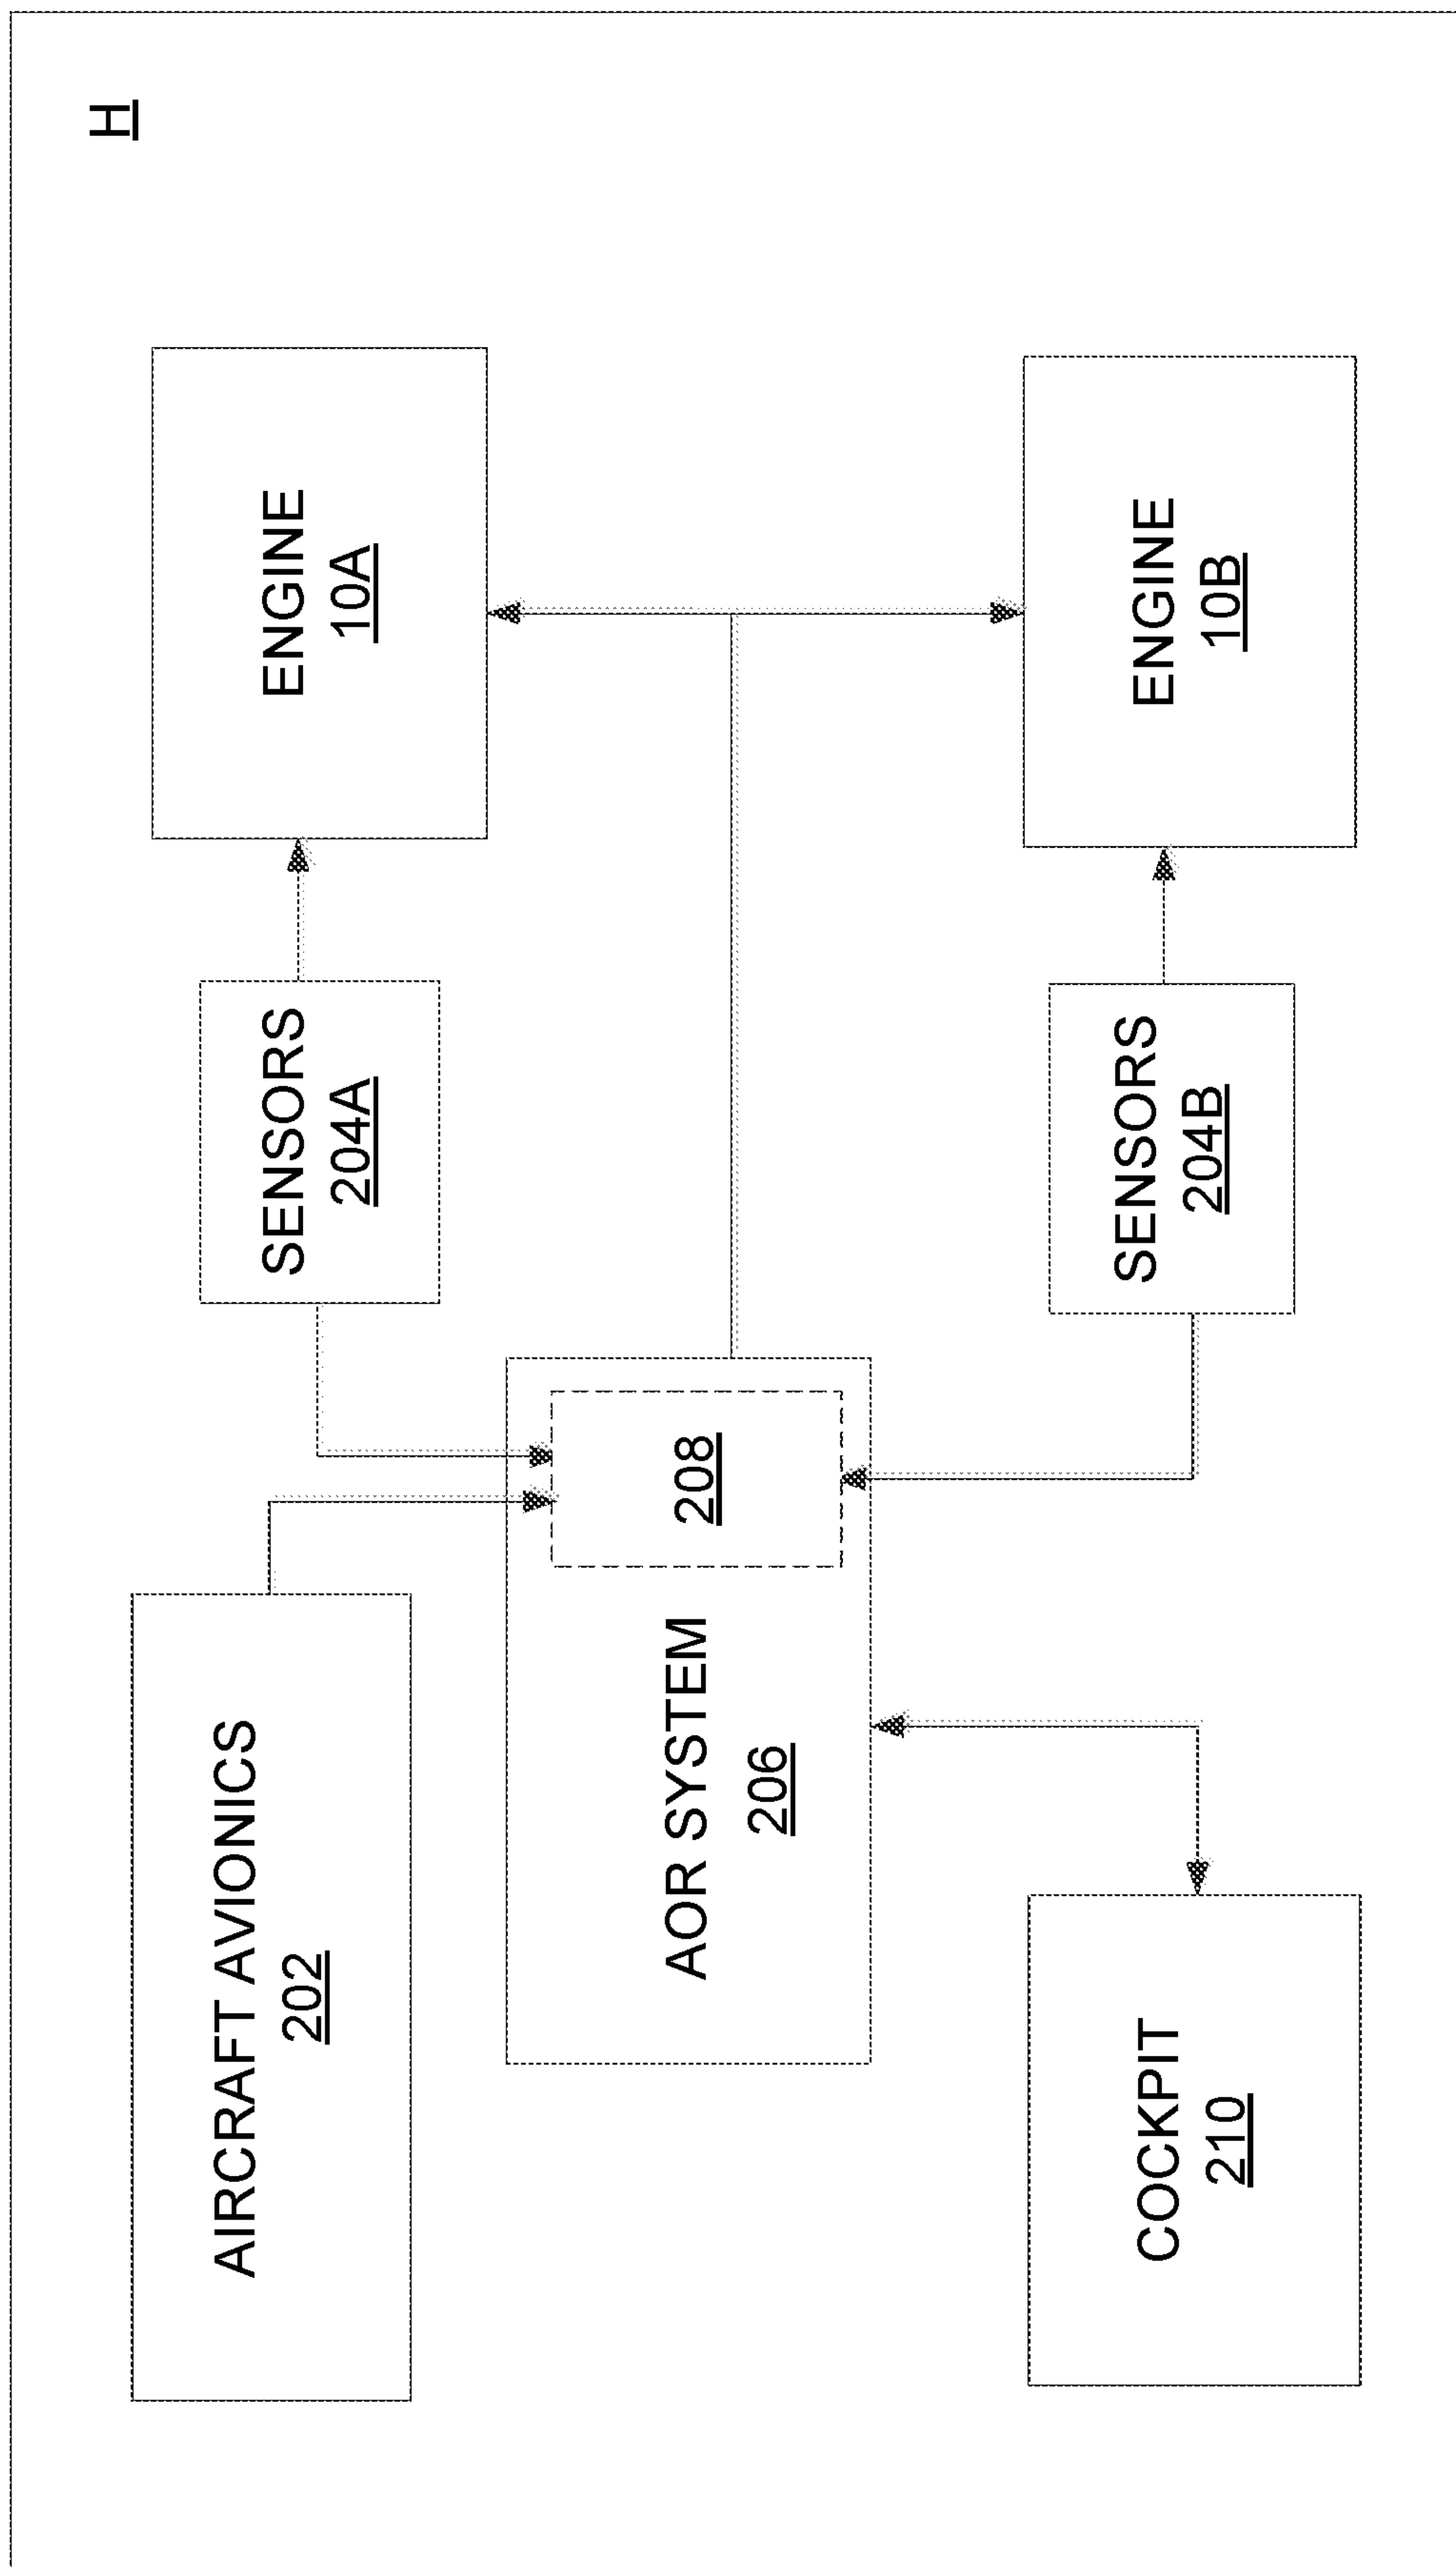 H
AIRCRAFT AVIONICS
202
SENSORS
204A
ENGINE
10A
AOR SYSTEM
206
208
COCKPIT
210
SENSORS
204B
ENGINE
10B